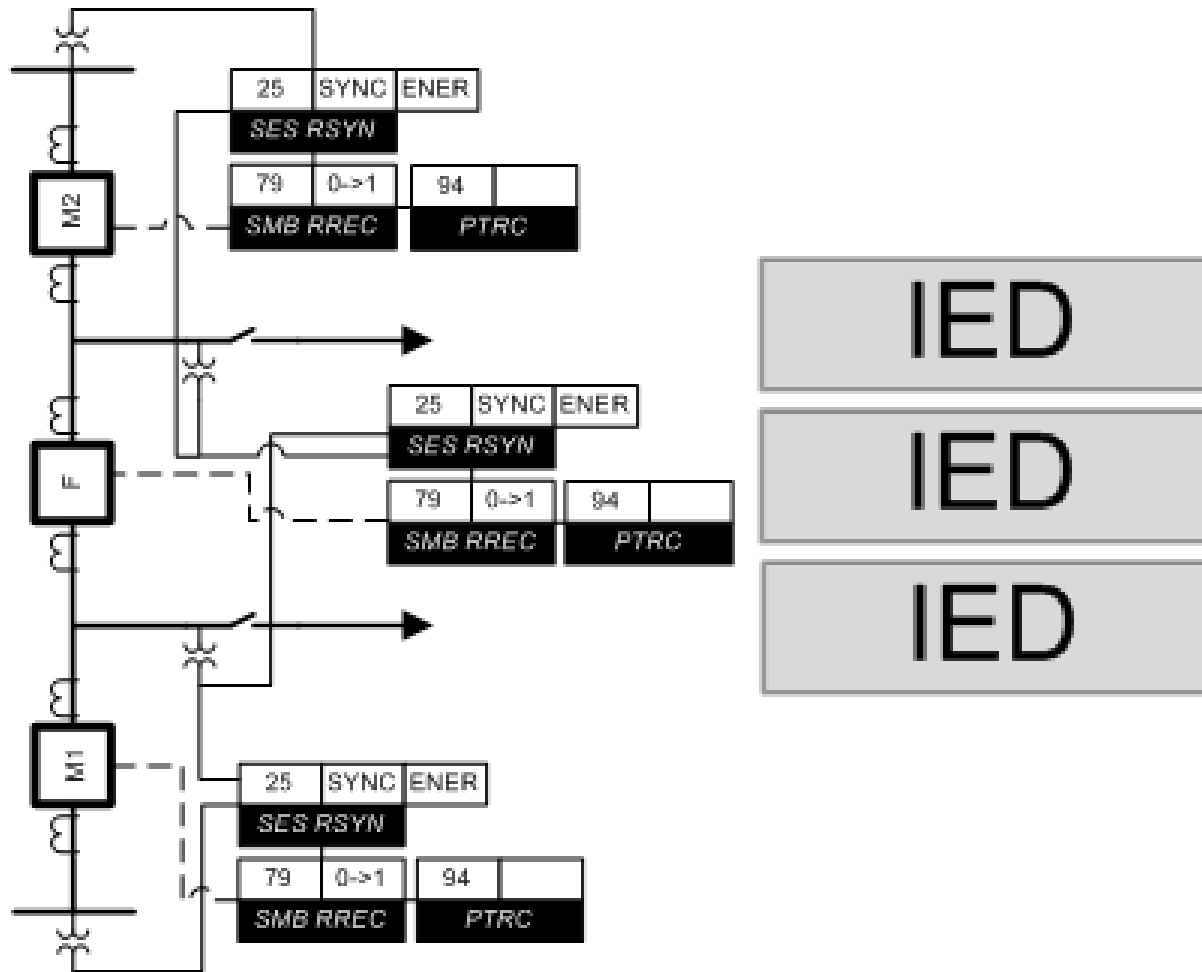 25 SYNC ENER
SES RSYN
79 0->1 94
SMB RREC PTRC
M2
IED
25 SYNC ENER
SES RSYN
F
IED
79 0->1 94
SMB RREC PTRC
IED
M1
25 SYNC ENER
SES RSYN
79 0->1 94
SMB RREC PTRC